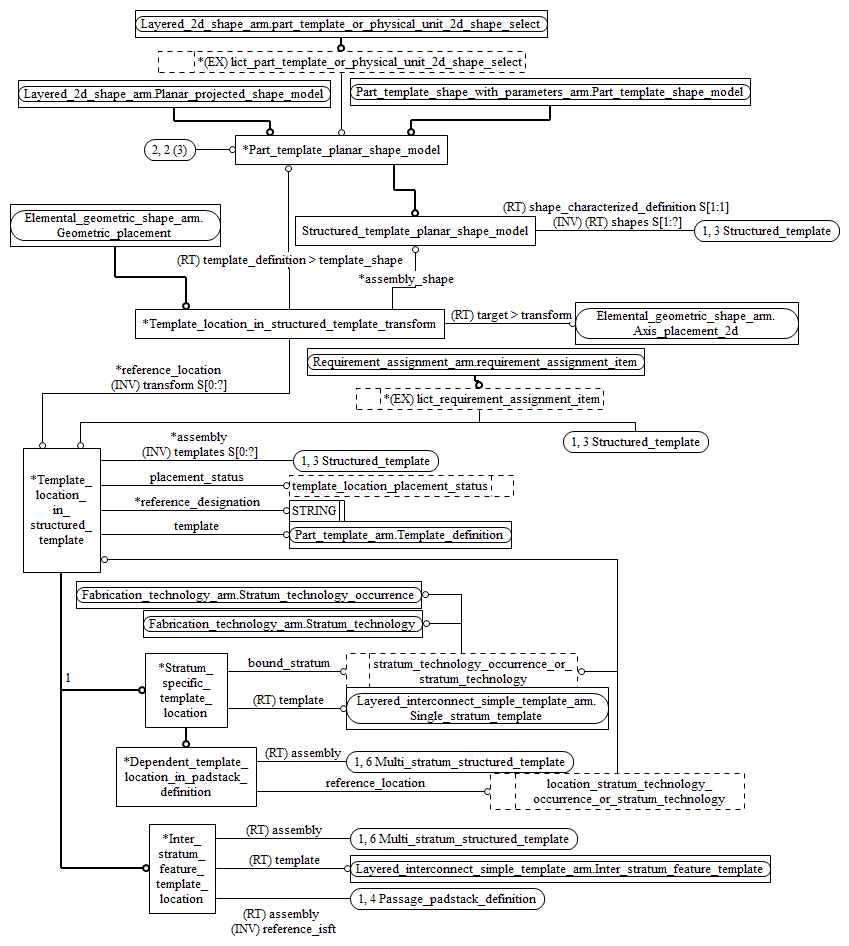 Layered_2d_shape_arm.part_template_or_physical_unit_2d_shape_select
*(EX) lict_part_template_or_physical_unit_2d_shape_select
Layered_2d_shape_arm.Planar_projected_shape_model
Part_template_shape_with_parameters_arm.Part_template_shape_model
2, 2 (3)
*Part_template_planar_shape_model
Elemental_geometric_shape_arm.
Geometric_placement
(RT) shape_characterized_definition S[1:1]
(INV) (RT) shapes S[1:?]
Structured_template_planar_shape_model
1, 3 Structured_template
(RT) template_definition > template_shape
*assembly_shape
*Template_location_in_structured_template_transform
(RT) target > transform
Elemental_geometric_shape_arm.
Axis_placement_2d
*reference_location
(INV) transform S[0:?]
Requirement_assignment_arm.requirement_assignment_item
*(EX) lict_requirement_assignment_item
1, 3 Structured_template
*Template_
location_
in_
structured_
template
*assembly
(INV) templates S[0:?]
1, 3 Structured_template
placement_status
template_location_placement_status
*reference_designation
STRING
template
Part_template_arm.Template_definition
Fabrication_technology_arm.Stratum_technology_occurrence
Fabrication_technology_arm.Stratum_technology
1
*Stratum_
specific_
template_
location
bound_stratum
stratum_technology_occurrence_or_
stratum_technology
(RT) template
Layered_interconnect_simple_template_arm.
Single_stratum_template
*Dependent_template_
location_in_padstack_
definition
(RT) assembly
1, 6 Multi_stratum_structured_template
reference_location
location_stratum_technology_
occurrence_or_stratum_technology
*Inter_
stratum_
feature_
template_
location
(RT) assembly
1, 6 Multi_stratum_structured_template
(RT) template
Layered_interconnect_simple_template_arm.Inter_stratum_feature_template
1, 4 Passage_padstack_definition
(RT) assembly
(INV) reference_isft